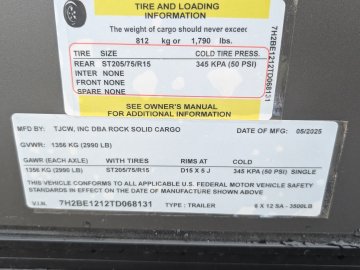 TIRE AND LOADING
INFORMATION
The weight of cargo should never exceed
812 kg or 1,790 lbs.
TIRE SIZE COLD TIRE PRESS.
REAR ST205/75/R15 345 KPA (50 PSI)
INTER NONE
FRONT NONE
SPARE NONE
7H2BE1212TD068131
SEE OWNER'S MANUAL
FOR ADDITIONAL INFORMATION
MFG BY: TJCW, INC DBA ROCK SOLID CARGO DATE OF MFG: 05/2025
GVWR: 1356 KG (2990 LB)
GAWR (EACH AXLE) WITH TIRES RIMS AT COLD
1356 KG (2990 LB) ST205/75/R15 D15 X 5 J 345 KPA (50 PSI) SINGLE
THIS VEHICLE CONFORMS TO ALL APPLICABLE U.S. FEDERAL MOTOR VEHICLE SAFETY
STANDARDS IN EFFECT ON THE DATE OF MANUFACTURE SHOWN ABOVE
V.I.N. 7H2BE1212TD068131 TYPE : TRAILER 6 X 12 SA - 3500LB